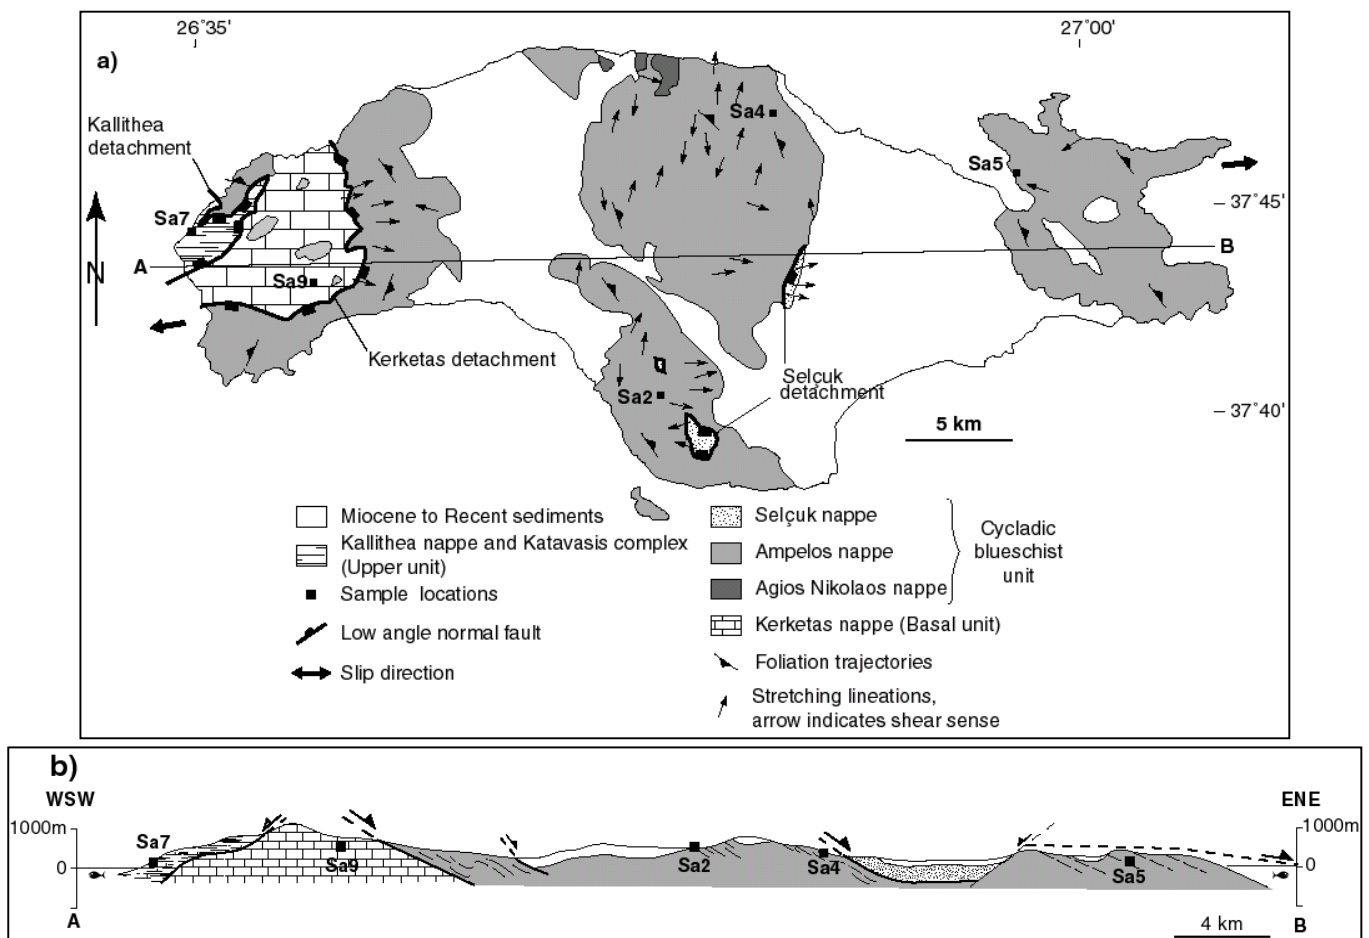 26˚35'
27˚00'
a)
Kallithea
detachment
Sa4
Sa5
Sa7
37˚45'
N
A
B
Sa9
Kerketas detachment
Selçuk
detachment
Sa2
37˚40'
5 km
Miocene to Recent sediments
Kallithea nappe and Katavasis complex
(Upper unit)
Sample locations
Low angle normal fault
Slip direction
Selçuk nappe
Ampelos nappe
Agios Nikolaos nappe
Cycladic
blueschist
unit
Kerketas nappe (Basal unit)
Foliation trajectories
Stretching lineations,
arrow indicates shear sense
b)
WSW
ENE
1000m
1000m
Sa7
Sa9
Sa2
Sa4
Sa5
0
0
A
4 km
B